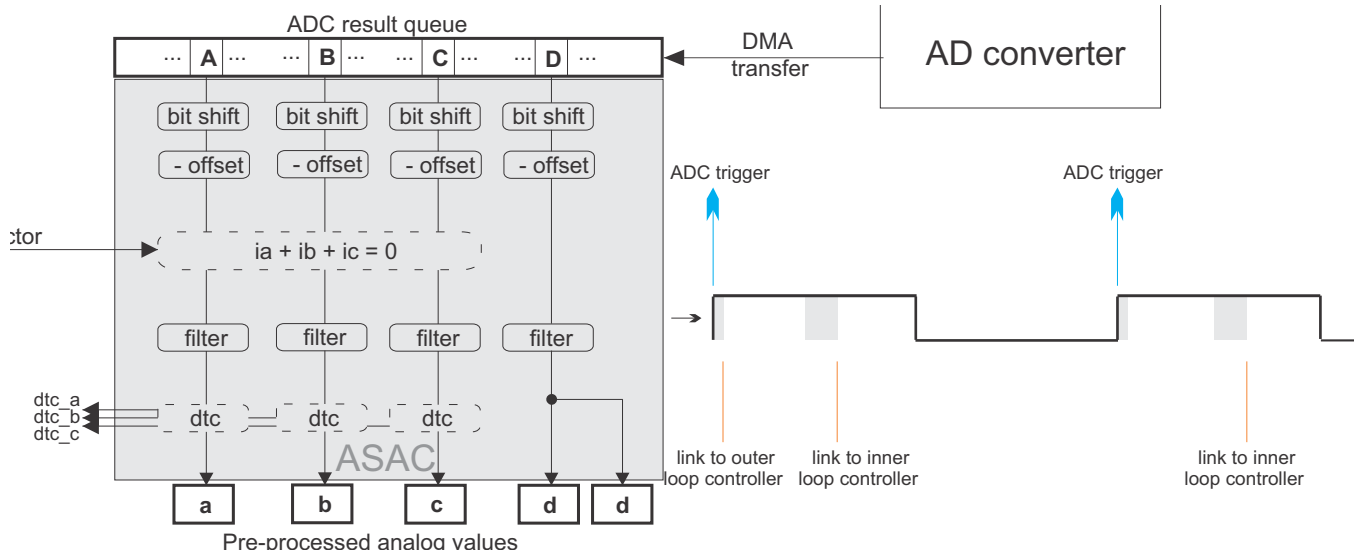 ADC result queue
... A ... ... B ... ... C ... ... D ...
DMA
transfer
AD converter
bit shift bit shift bit shift bit shift
- offset - offset - offset - offset
ADC trigger ADC trigger
ctor
ia + ib + ic = 0
filter filter filter filter
dtc_a
dtc_b
dtc_c
dtc dtc dtc
ASAC
link to outer
loop controller
link to inner
loop controller
link to inner
loop controller
a b c d d
Pre-processed analog values